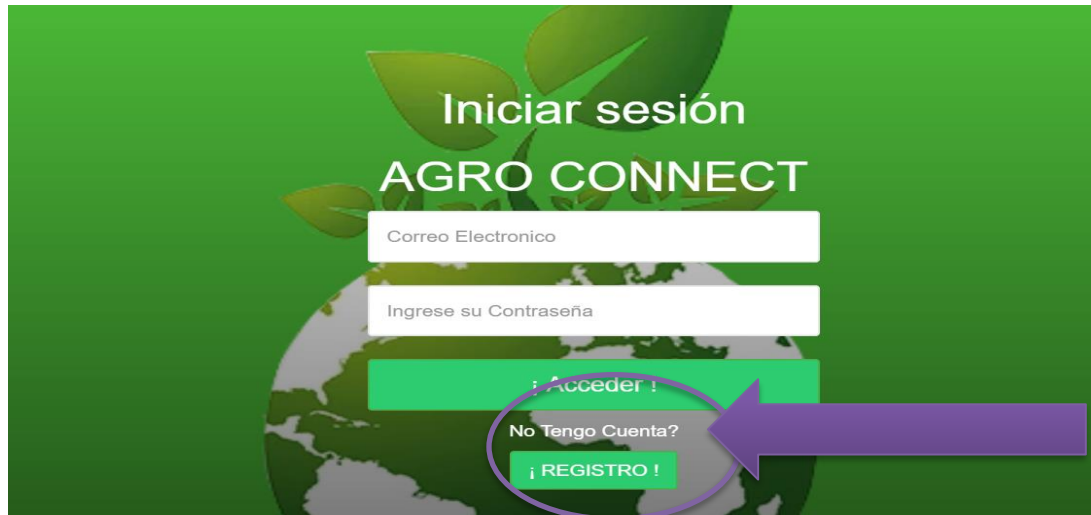 Iniciar sesión
AGRO CONNECT
Correo Electronico
Ingrese su Contraseña
¡ Acceder !
No Tengo Cuenta?
¡ REGISTRO !